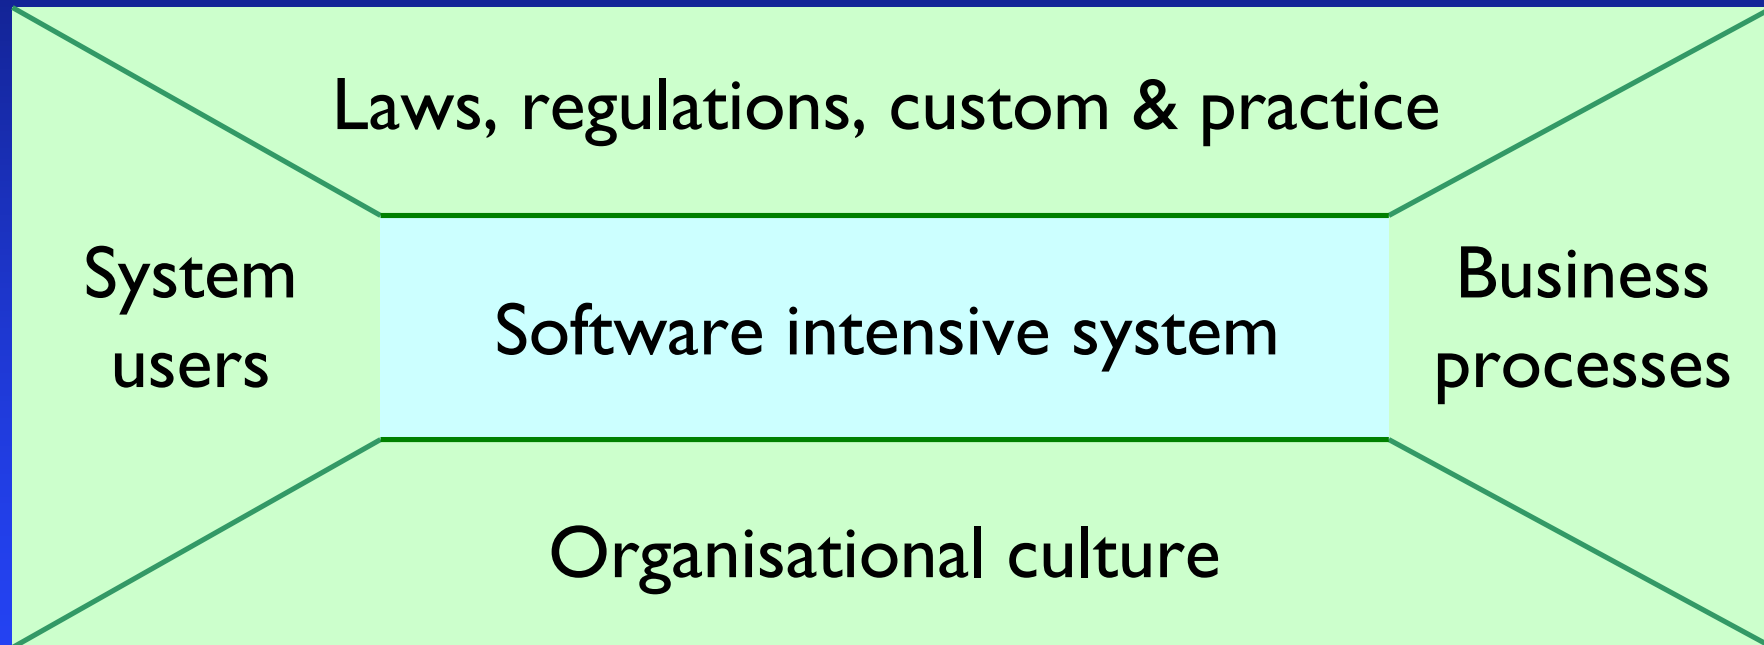 Laws, regulations, custom & practice
System
users
Software intensive system
Business
processes
Organisational culture